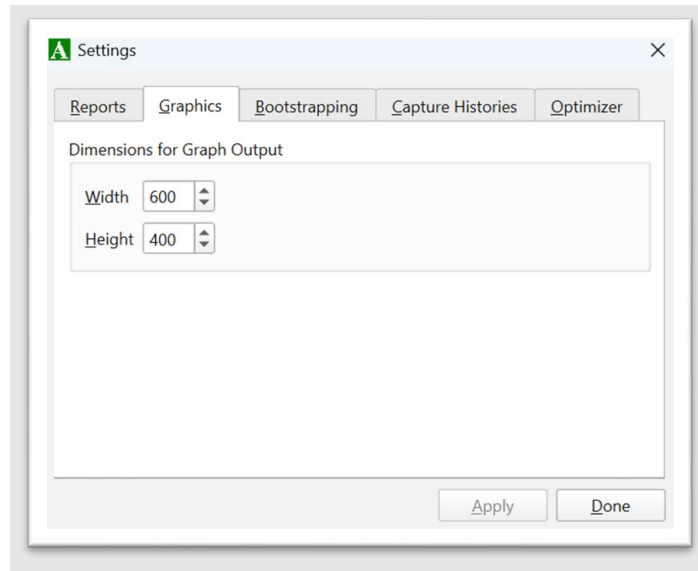 A Settings
Reports Graphics Bootstrapping Capture Histories Optimizer
Dimensions for Graph Output
Width 600
Height 400
Apply Done